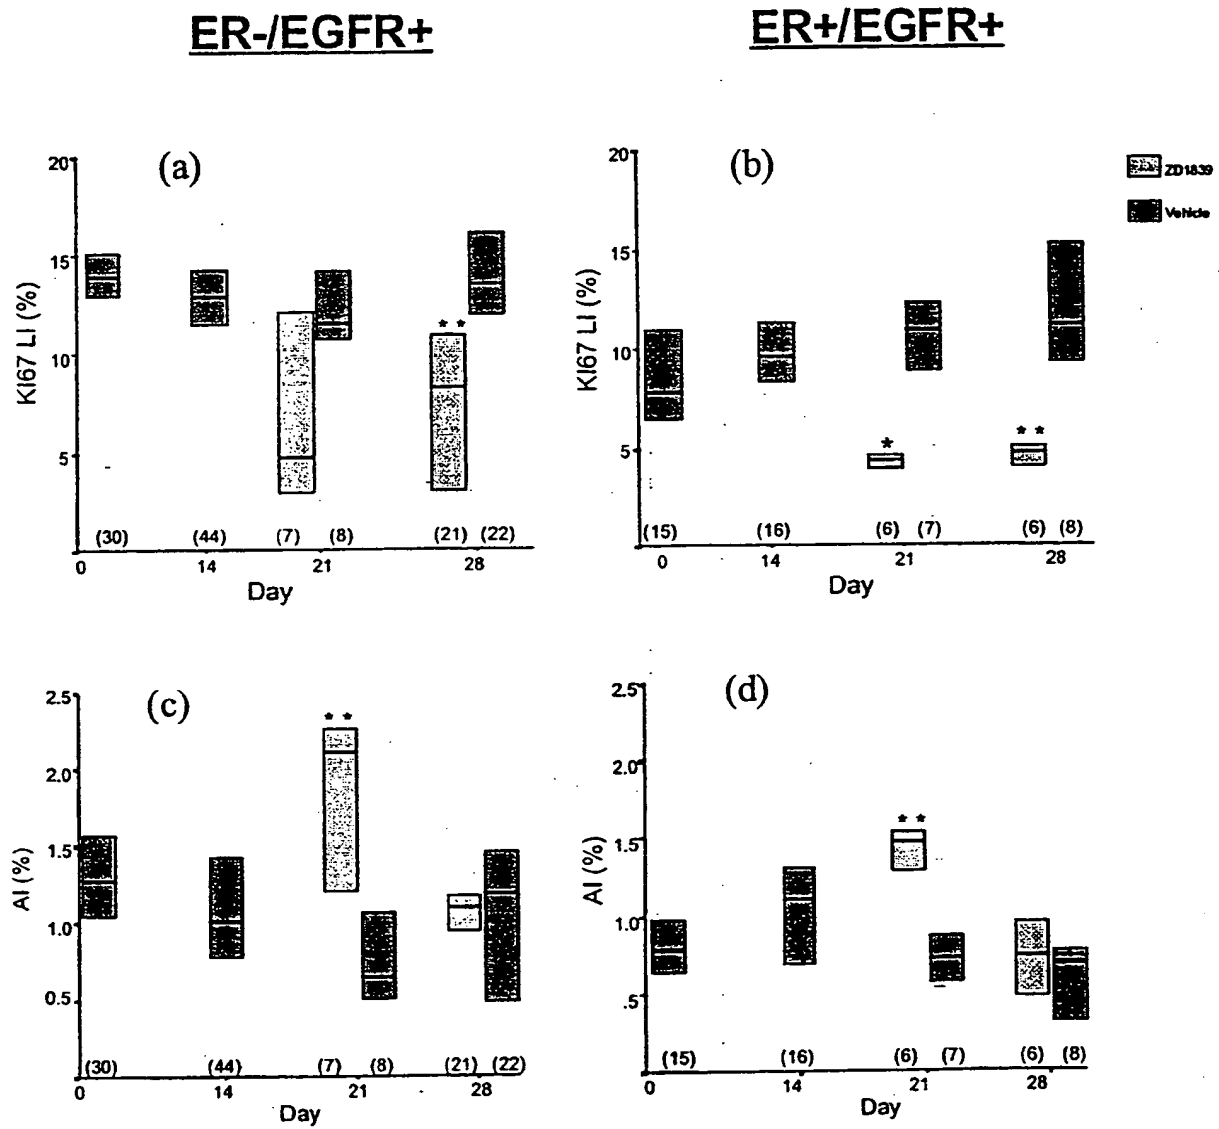 ER-/EGFR+
ER+/EGFR+
(a)
20
15
10
5
KI67 LI (%)
* *
(30) (44) (7) (8) (21) (22)
0 14 21 28
Day
(b)
20
15
10
5
KI67 LI (%)
*
* *
(15) (16) (6) (7) (6) (8)
0 14 21 28
Day
ZD1839
Vehicle
(c)
2.5
2.0
1.5
1.0
0.5
AI (%)
* *
(30) (44) (7) (8) (21) (22)
0 14 21 28
Day
(d)
2.5
2.0
1.5
1.0
.5
AI (%)
* *
(15) (16) (6) (7) (6) (8)
0 14 21 28
Day